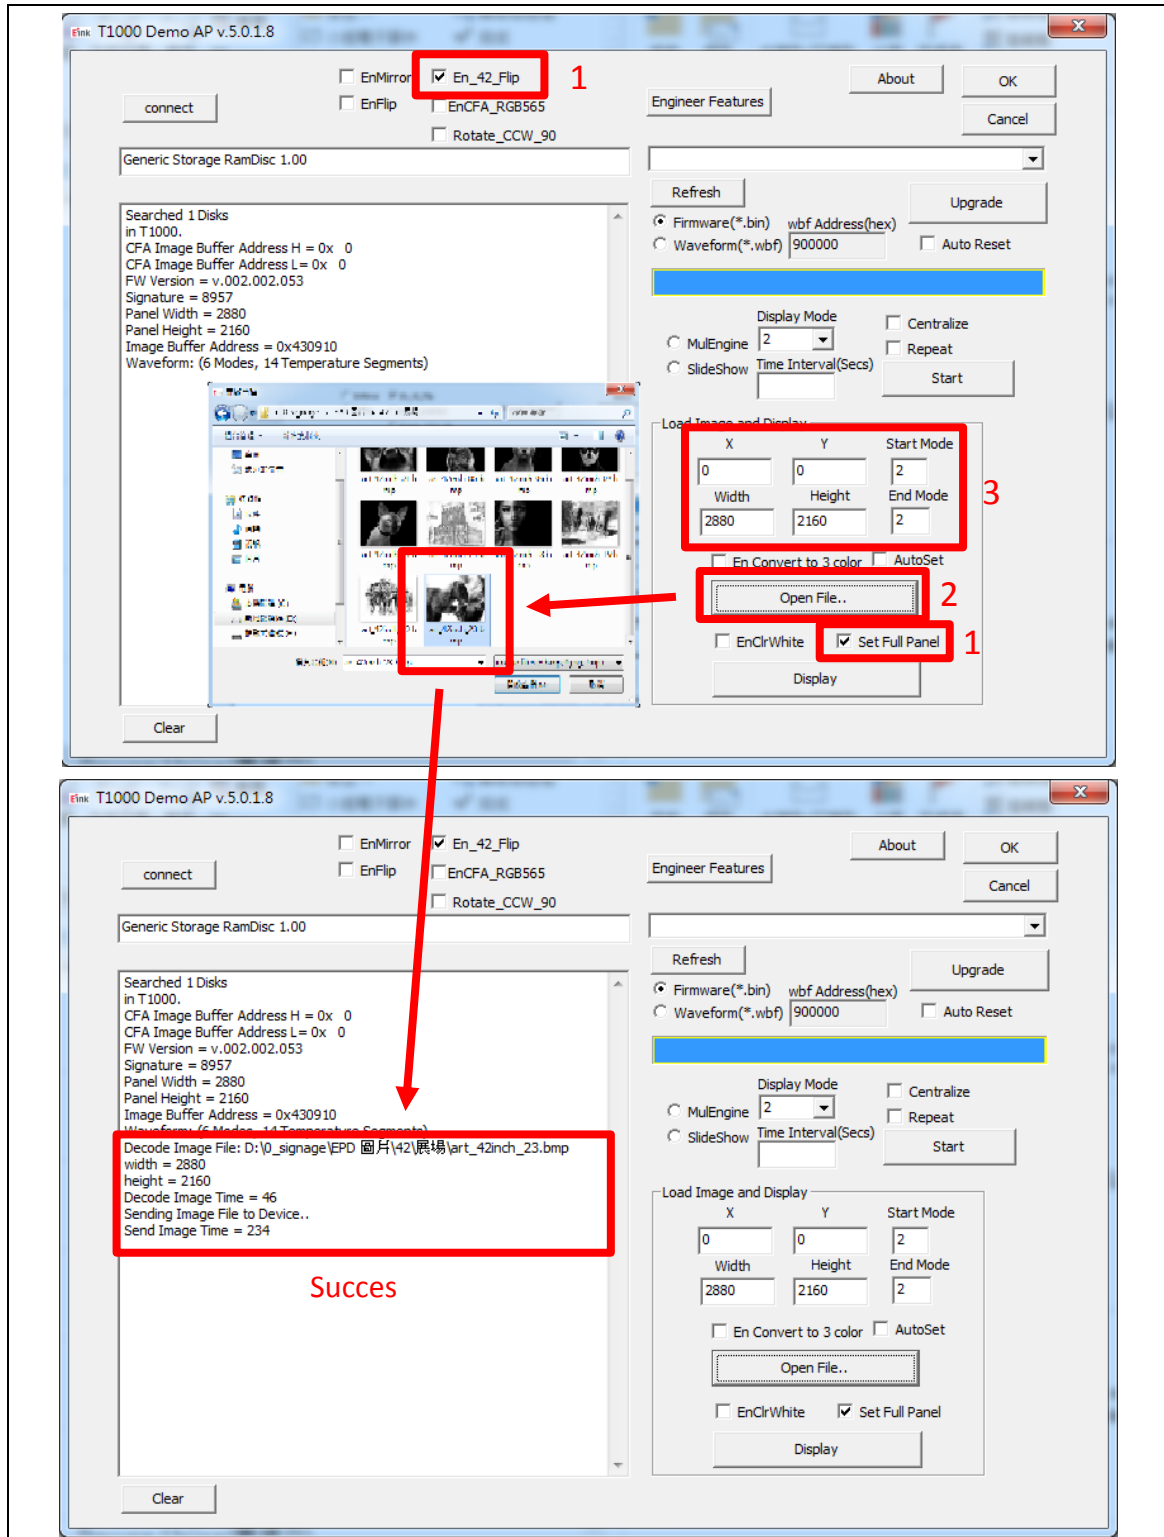 Eink T1000 Demo AP v.5.0.1.8
EnMirror
En_42_Flip
1
About
OK
connect
EnFlip
EnCFA_RGB565
Engineer Features
Cancel
Rotate_CCW_90
Generic Storage RamDisc 1.00
Refresh
Upgrade
Searched 1 Disks
in T1000.
CFA Image Buffer Address H = 0x 0
CFA Image Buffer Address L= 0x 0
FW Version = v.002.002.053
Signature = 8957
Panel Width = 2880
Panel Height = 2160
Image Buffer Address = 0x430910
Waveform: (6 Modes, 14 Temperature Segments)
Firmware(*.bin)
wbf Address(hex)
Waveform(*.wbf)
900000
Auto Reset
Display Mode
Centralize
MulEngine
2
Repeat
SlideShow
Time Interval(Secs)
Start
Load Image and Display
X
Y
Start Mode
0
0
2
3
Width
Height
End Mode
2880
2160
2
En Convert to 3 color
AutoSet
Open File..
2
EnClrWhite
Set Full Panel
1
Display
Clear
Eink T1000 Demo AP v.5.0.1.8
EnMirror
En_42_Flip
About
OK
connect
EnFlip
EnCFA_RGB565
Engineer Features
Cancel
Rotate_CCW_90
Generic Storage RamDisc 1.00
Refresh
Upgrade
Searched 1 Disks
in T1000.
CFA Image Buffer Address H = 0x 0
CFA Image Buffer Address L= 0x 0
FW Version = v.002.002.053
Signature = 8957
Panel Width = 2880
Panel Height = 2160
Image Buffer Address = 0x430910
Waveform: (6 Modes, 14 Temperature Segments)
Decode Image File: D:\0_signage\EPD 圖片\42\展場\art_42inch_23.bmp
width = 2880
height = 2160
Decode Image Time = 46
Sending Image File to Device..
Send Image Time = 234
Succes
Firmware(*.bin)
wbf Address(hex)
Waveform(*.wbf)
900000
Auto Reset
Display Mode
Centralize
MulEngine
2
Repeat
SlideShow
Time Interval(Secs)
Start
Load Image and Display
X
Y
Start Mode
0
0
2
Width
Height
End Mode
2880
2160
2
En Convert to 3 color
AutoSet
Open File..
EnClrWhite
Set Full Panel
Display
Clear